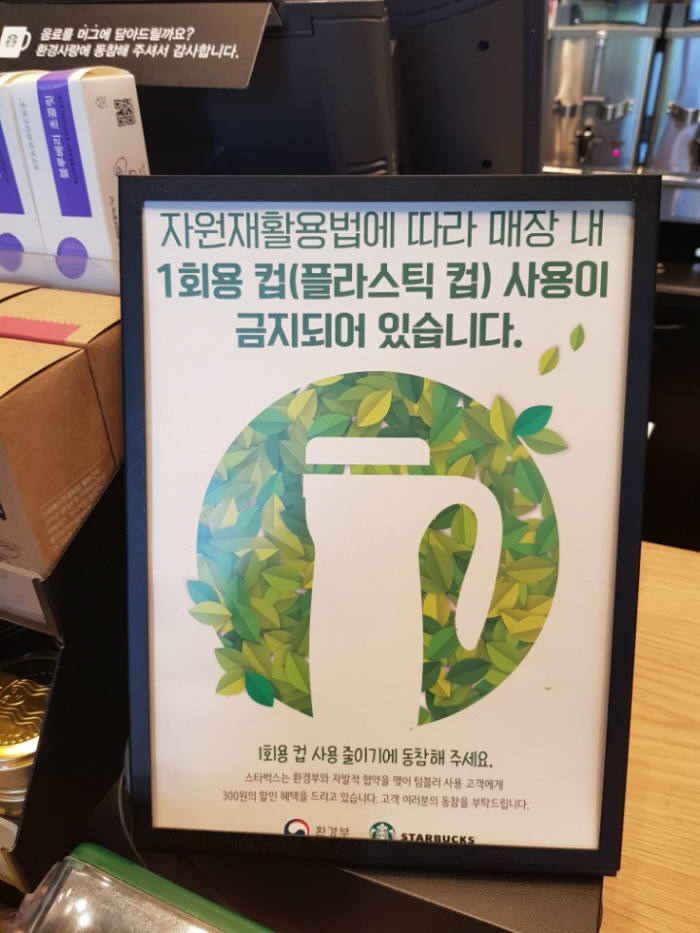 음료를 머그에 담아드릴까요?
환경사랑에 동참해 주셔서 감사합니다.
블루베리 초콜릿
자원재활용법에 따라 매장 내
1회용 컵(플라스틱 컵) 사용이
금지되어 있습니다.
1회용 컵 사용 줄이기에 동참해 주세요.
스타벅스는 환경부와 자발적 협약을 맺어 텀블러 사용 고객에게
300원의 할인 혜택을 드리고 있습니다. 고객 여러분의 동참을 부탁드립니다.
환경부 STARBUCKS